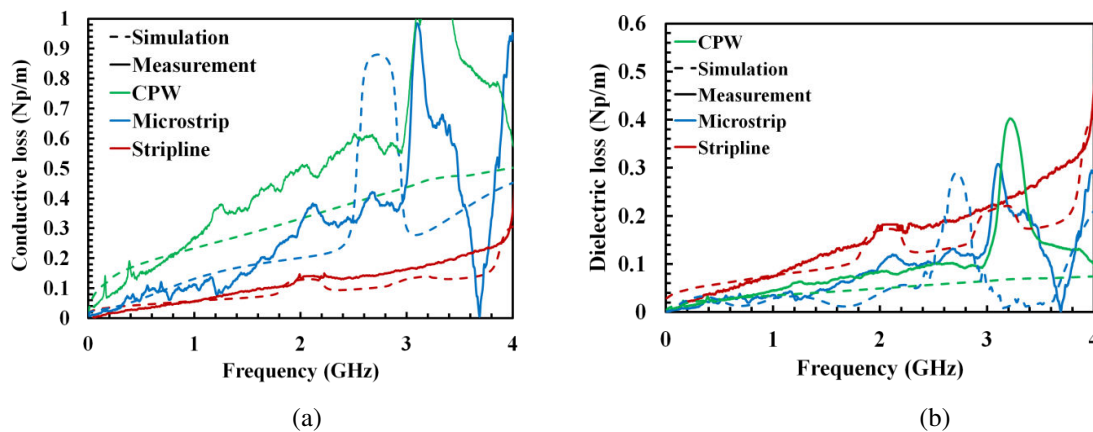 1
0.9
0.8
0.7
0.6
0.5
0.4
0.3
0.2
0.1
0
Conductive loss (Np/m)
Simulation
Measurement
CPW
Microstrip
Stripline
0 1 2 3 4
Frequency (GHz)
(a)
0.6
0.5
0.4
0.3
0.2
0.1
0.0
Dielectric loss (Np/m)
CPW
Simulation
Measurement
Microstrip
Stripline
0 1 2 3 4
Frequency (GHz)
(b)